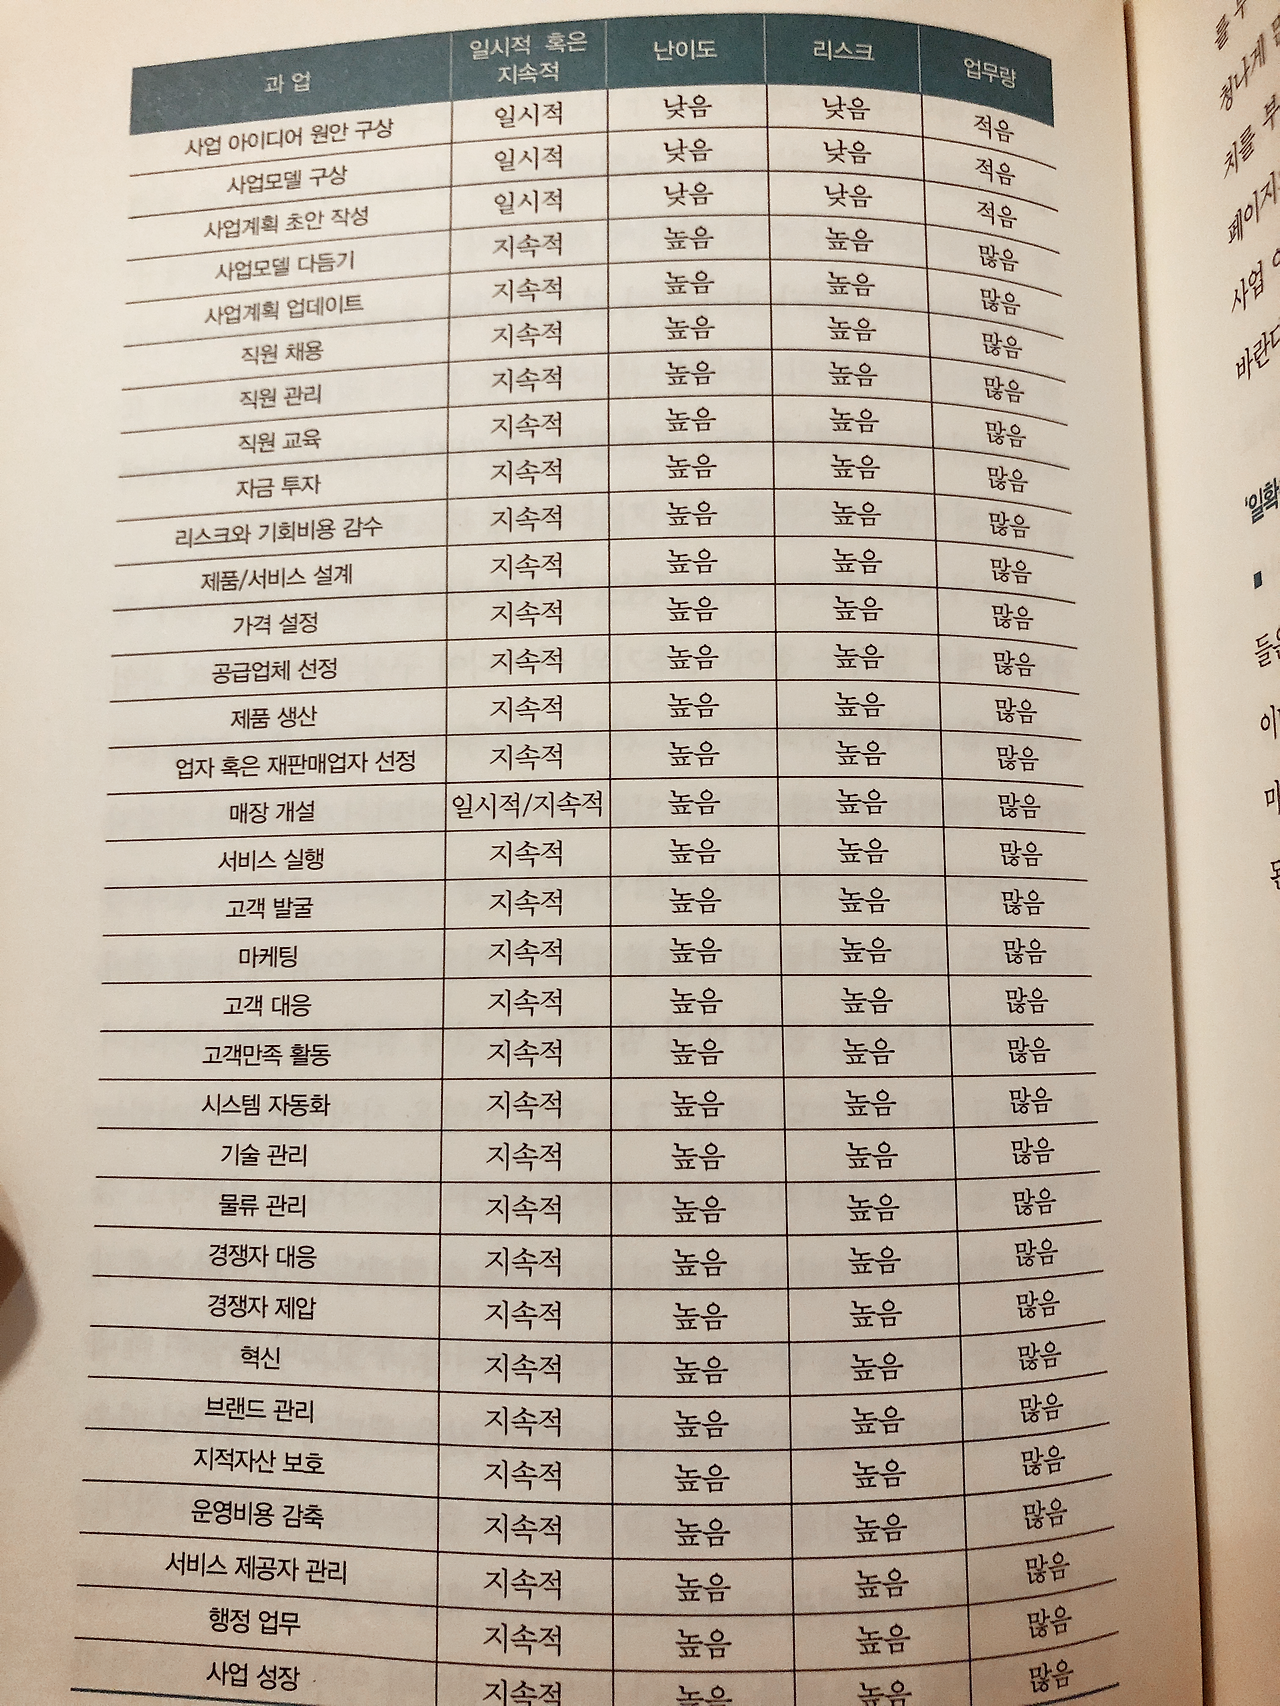 과 업 일시적 혹은 지속적 난이도 리스크 업무량
사업 아이디어 원안 구상 일시적 낮음 낮음 적음
사업모델 구상 일시적 낮음 낮음 적음
사업계획 초안 작성 일시적 낮음 낮음 적음
사업모델 다듬기 지속적 높음 높음 많음
사업계획 업데이트 지속적 높음 높음 많음
직원 채용 지속적 높음 높음 많음
직원 관리 지속적 높음 높음 많음
직원 교육 지속적 높음 높음 많음
자금 투자 지속적 높음 높음 많음
리스크와 기회비용 감수 지속적 높음 높음 많음
제품/서비스 설계 지속적 높음 높음 많음
가격 설정 지속적 높음 높음 많음
공급업체 선정 지속적 높음 높음 많음
제품 생산 지속적 높음 높음 많음
업자 혹은 재판매업자 선정 지속적 높음 높음 많음
매장 개설 일시적/지속적 높음 높음 많음
서비스 실행 지속적 높음 높음 많음
고객 발굴 지속적 높음 높음 많음
마케팅 지속적 높음 높음 많음
고객 대응 지속적 높음 높음 많음
고객만족 활동 지속적 높음 높음 많음
시스템 자동화 지속적 높음 높음 많음
기술 관리 지속적 높음 높음 많음
물류 관리 지속적 높음 높음 많음
경쟁자 대응 지속적 높음 높음 많음
경쟁자 제압 지속적 높음 높음 많음
혁신 지속적 높음 높음 많음
브랜드 관리 지속적 높음 높음 많음
지적자산 보호 지속적 높음 높음 많음
운영비용 감축 지속적 높음 높음 많음
서비스 제공자 관리 지속적 높음 높음 많음
행정 업무 지속적 높음 높음 많음
사업 성장 지속적 높음 높음 많음
청나게
치를 부
페이지
사업
바란다
'일확
들은